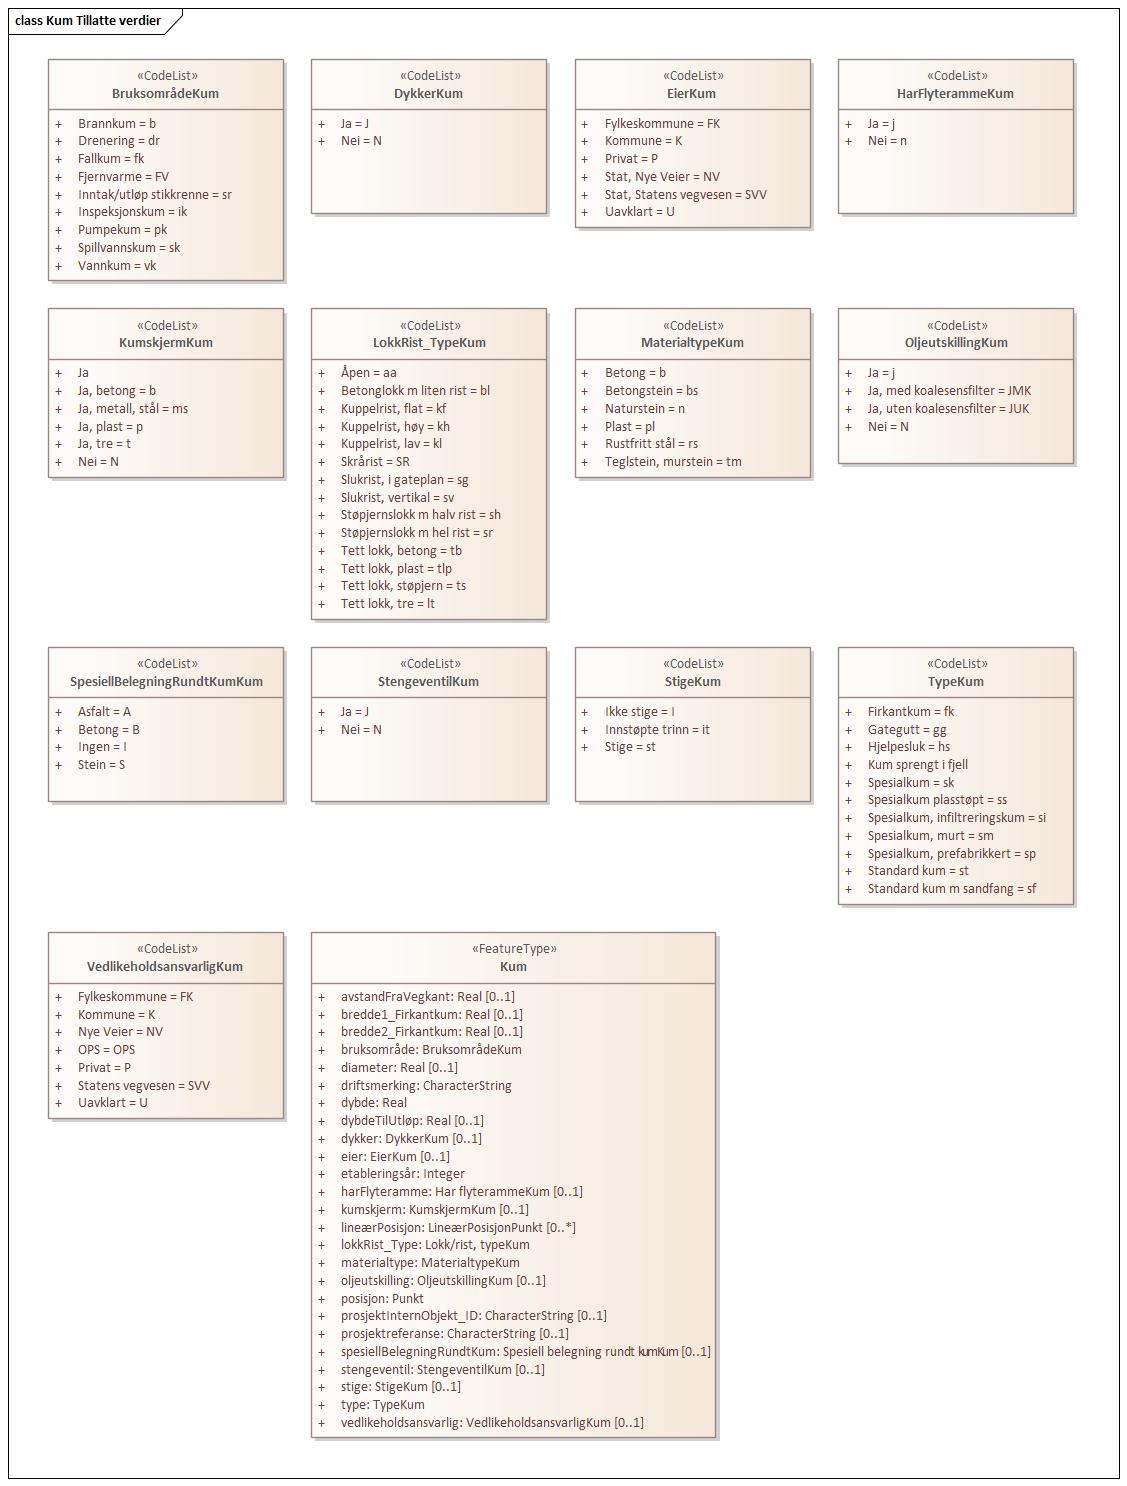 class Kum Tillatte verdier
«CodeList»
BruksområdeKum
+ Brannkum = b
+ Drenering = dr
+ Fallkum = fk
+ Fjernvarme = FV
+ Inntak/utløp stikkrenne = sr
+ Inspeksjonskum = ik
+ Pumpekum = pk
+ Spillvannskum = sk
+ Vannkum = vk
«CodeList»
DykkerKum
+ Ja = J
+ Nei = N
«CodeList»
EierKum
+ Fylkeskommune = FK
+ Kommune = K
+ Privat = P
+ Stat, Nye Veier = NV
+ Stat, Statens vegvesen = SVV
+ Uavklart = U
«CodeList»
HarFlyterammeKum
+ Ja = j
+ Nei = n
«CodeList»
KumskjermKum
+ Ja
+ Ja, betong = b
+ Ja, metall, stål = ms
+ Ja, plast = p
+ Ja, tre = t
+ Nei = N
«CodeList»
LokkRist_TypeKum
+ Åpen = aa
+ Betonglokk m liten rist = bl
+ Kuppelrist, flat = kf
+ Kuppelrist, høy = kh
+ Kuppelrist, lav = kl
+ Skrårist = SR
+ Slukrist, i gateplan = sg
+ Slukrist, vertikal = sv
+ Støpjernslokk m halv rist = sh
+ Støpjernslokk m hel rist = sr
+ Tett lokk, betong = tb
+ Tett lokk, plast = tlp
+ Tett lokk, støpjern = ts
+ Tett lokk, tre = lt
«CodeList»
MaterialtypeKum
+ Betong = b
+ Betongstein = bs
+ Naturstein = n
+ Plast = pl
+ Rustfritt stål = rs
+ Teglstein, murstein = tm
«CodeList»
OljeutskillingKum
+ Ja = j
+ Ja, med koalesensfilter = JMK
+ Ja, uten koalesensfilter = JUK
+ Nei = N
«CodeList»
SpesiellBelegningRundtKumKum
+ Asfalt = A
+ Betong = B
+ Ingen = I
+ Stein = S
«CodeList»
StengeventilKum
+ Ja = J
+ Nei = N
«CodeList»
StigeKum
+ Ikke stige = I
+ Innstøpte trinn = it
+ Stige = st
«CodeList»
TypeKum
+ Firkantkum = fk
+ Gategutt = gg
+ Hjelpesluk = hs
+ Kum sprengt i fjell
+ Spesialkum = sk
+ Spesialkum plasstøpt = ss
+ Spesialkum, infiltreringskum = si
+ Spesialkum, murt = sm
+ Spesialkum, prefabrikkert = sp
+ Standard kum = st
+ Standard kum m sandfang = sf
«CodeList»
VedlikeholdsansvarligKum
+ Fylkeskommune = FK
+ Kommune = K
+ Nye Veier = NV
+ OPS = OPS
+ Privat = P
+ Statens vegvesen = SVV
+ Uavklart = U
«FeatureType»
Kum
+ avstandFraVegkant: Real [0..1]
+ bredde1_Firkantkum: Real [0..1]
+ bredde2_Firkantkum: Real [0..1]
+ bruksområde: BruksområdeKum
+ diameter: Real [0..1]
+ driftsmerking: CharacterString
+ dybde: Real
+ dybdeTilUtløp: Real [0..1]
+ dykker: DykkerKum [0..1]
+ eier: EierKum [0..1]
+ etableringsår: Integer
+ harFlyteramme: Har flyterammeKum [0..1]
+ kumskjerm: KumskjermKum [0..1]
+ lineærPosisjon: LineærPosisjonPunkt [0..*]
+ lokkRist_Type: Lokk/rist, typeKum
+ materialtype: MaterialtypeKum
+ oljeutskilling: OljeutskillingKum [0..1]
+ posisjon: Punkt
+ prosjektInternObjekt_ID: CharacterString [0..1]
+ prosjektreferanse: CharacterString [0..1]
+ spesiellBelegningRundtKum: Spesiell belegning rundt kumKum [0..1]
+ stengeventil: StengeventilKum [0..1]
+ stige: StigeKum [0..1]
+ type: TypeKum
+ vedlikeholdsansvarlig: VedlikeholdsansvarligKum [0..1]